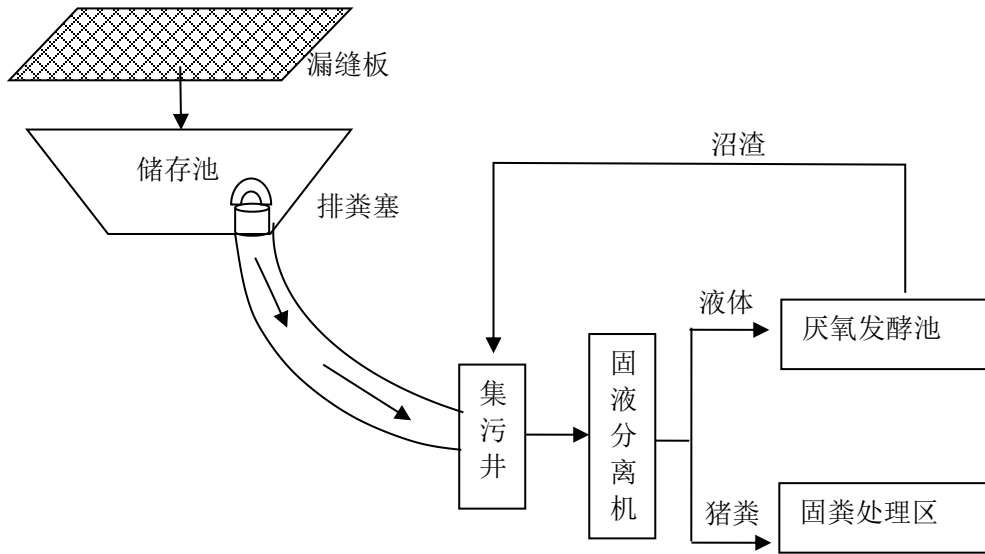 漏缝板
储存池
排粪塞
沼渣
液体
厌氧发酵池
集污井
固液分离机
猪粪
固粪处理区